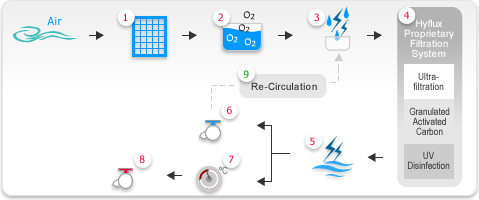 Air
1
2
O2
O2
O2
O2
3
4
Hyflux
Proprietary
Filtration
System
Ultra-
filtration
Granulated
Activated
Carbon
UV
Disinfection
5
6
7
°C
8
9
Re-Circulation